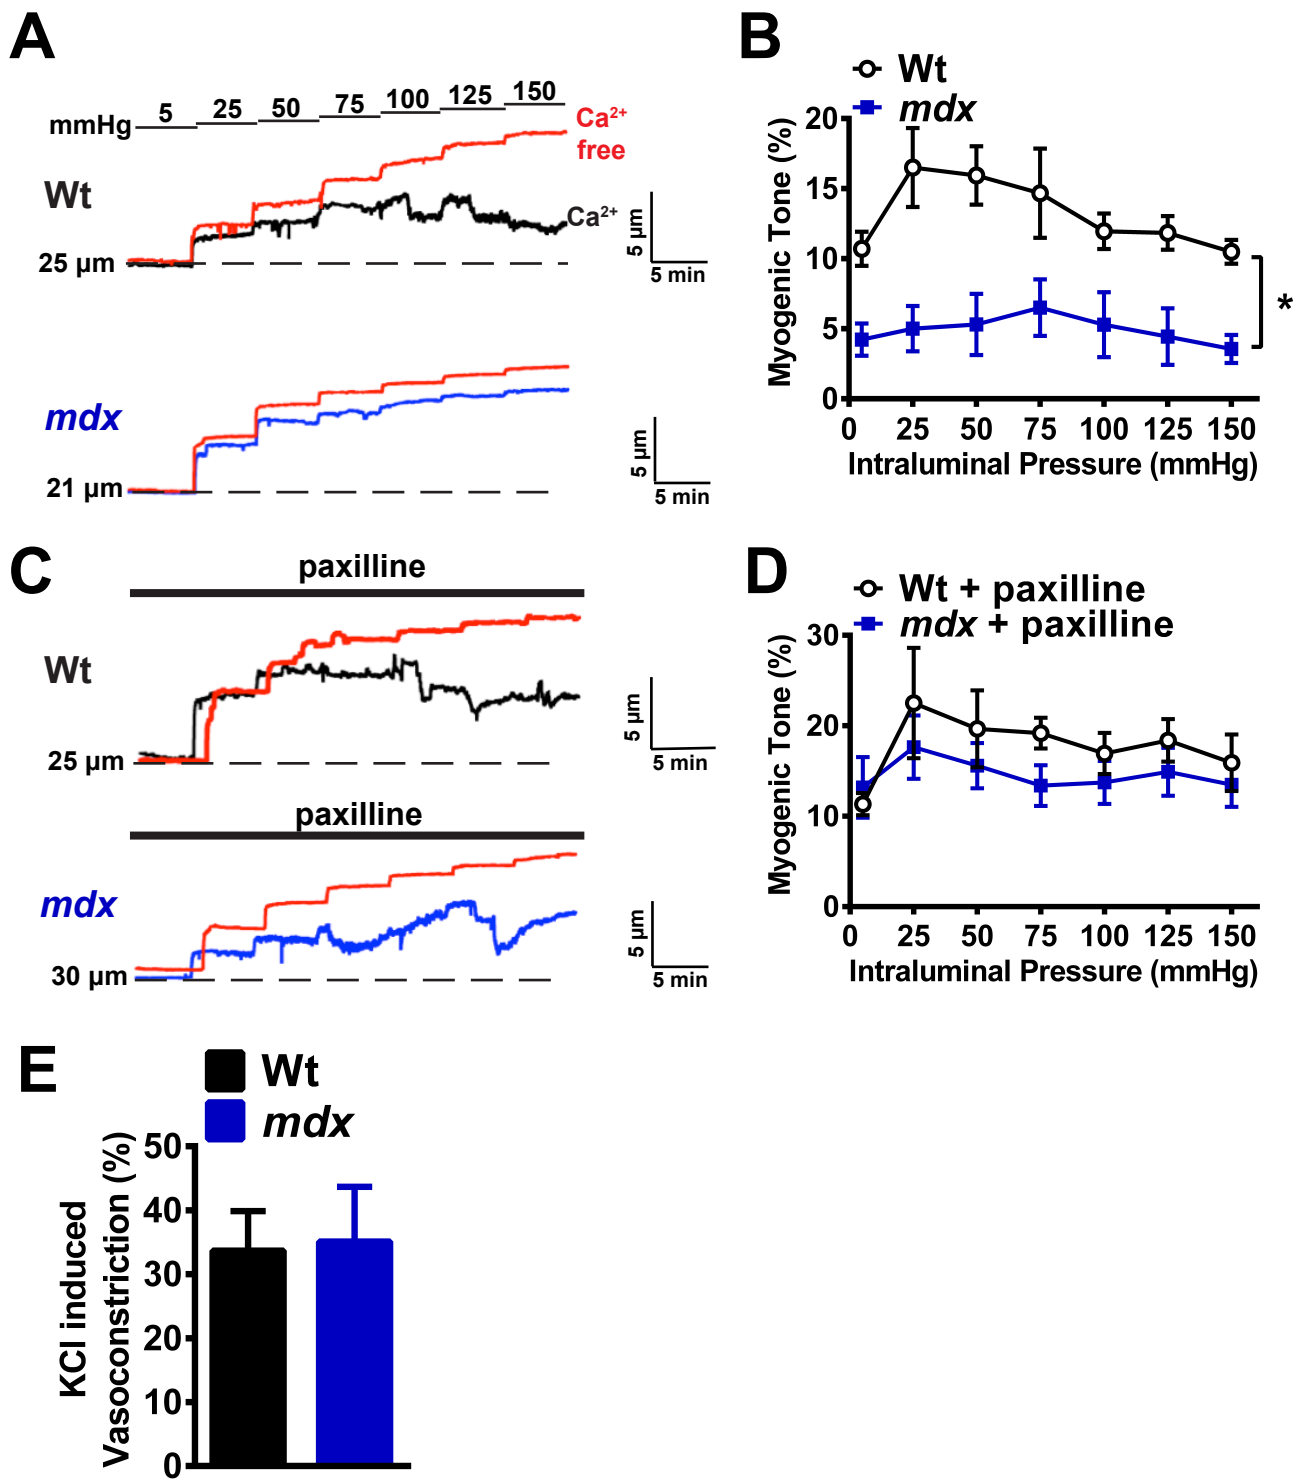 A
mmHg 5 25 50 75 100 125 150
Ca²⁺
free
Wt
Ca²⁺
25 µm
5 µm
5 min
mdx
21 µm
5 µm
5 min
B
Wt
mdx
Myogenic Tone (%)
20
15
10
5
0
*
0 25 50 75 100 125 150
Intraluminal Pressure (mmHg)
C
paxilline
Wt
25 µm
5 µm
5 min
paxilline
mdx
30 µm
5 µm
5 min
D
Wt + paxilline
mdx + paxilline
Myogenic Tone (%)
30
20
10
0
0 25 50 75 100 125 150
Intraluminal Pressure (mmHg)
E
Wt
mdx
KCl induced
Vasoconstriction (%)
50
40
30
20
10
0